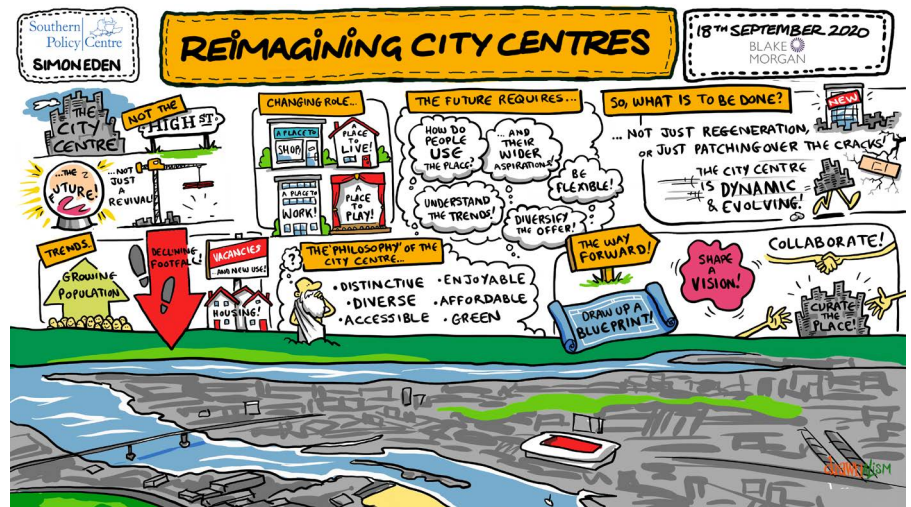 Southern
Policy Centre
SIMON EDEN
REIMAGINING CITY CENTRES
18TH SEPTEMBER 2020
BLAKE
MORGAN
THE
CITY
CENTRE
NOT THE
HIGH ST.
...THE
FUTURE!
...NOT
JUST
A
REVIVAL
CHANGING ROLE...
A PLACE TO
SHOP!
A
PLACE
TO
LIVE!
A PLACE TO
WORK!
A
PLACE
TO
PLAY!
THE FUTURE REQUIRES...
HOW DO
PEOPLE
USE
THE PLACE?
...AND
THEIR
WIDER
ASPIRATIONS
UNDERSTAND
THE TRENDS!
BE
FLEXIBLE!
DIVERSIFY
THE OFFER!
SO, WHAT IS TO BE DONE?
NEW
... NOT JUST REGENERATION,
OR JUST PATCHING OVER THE CRACKS!
THE CITY CENTRE
IS DYNAMIC
& EVOLVING!
TRENDS.
GROWING
POPULATION
DECLINING
FOOTFALL!
VACANCIES
...AND NEW USE!
HOUSING!
?
THE 'PHILOSOPHY' OF THE
CITY CENTRE...
• DISTINCTIVE
• DIVERSE
• ACCESSIBLE
• ENJOYABLE
• AFFORDABLE
• GREEN
THE WAY
FORWARD!
DRAW UP A
BLUEPRINT!
SHAPE
A
VISION!
COLLABORATE!
CURATE
THE
PLACE!